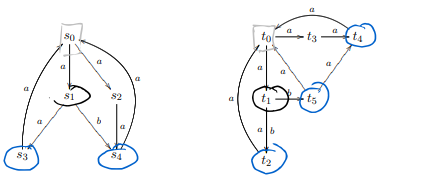 a
s₀ t₀ a t₃ a t₄
a a a a
a s₁ s₂ a a t₁ b t₅ a
a b a a b
s₃ s₄ t₂